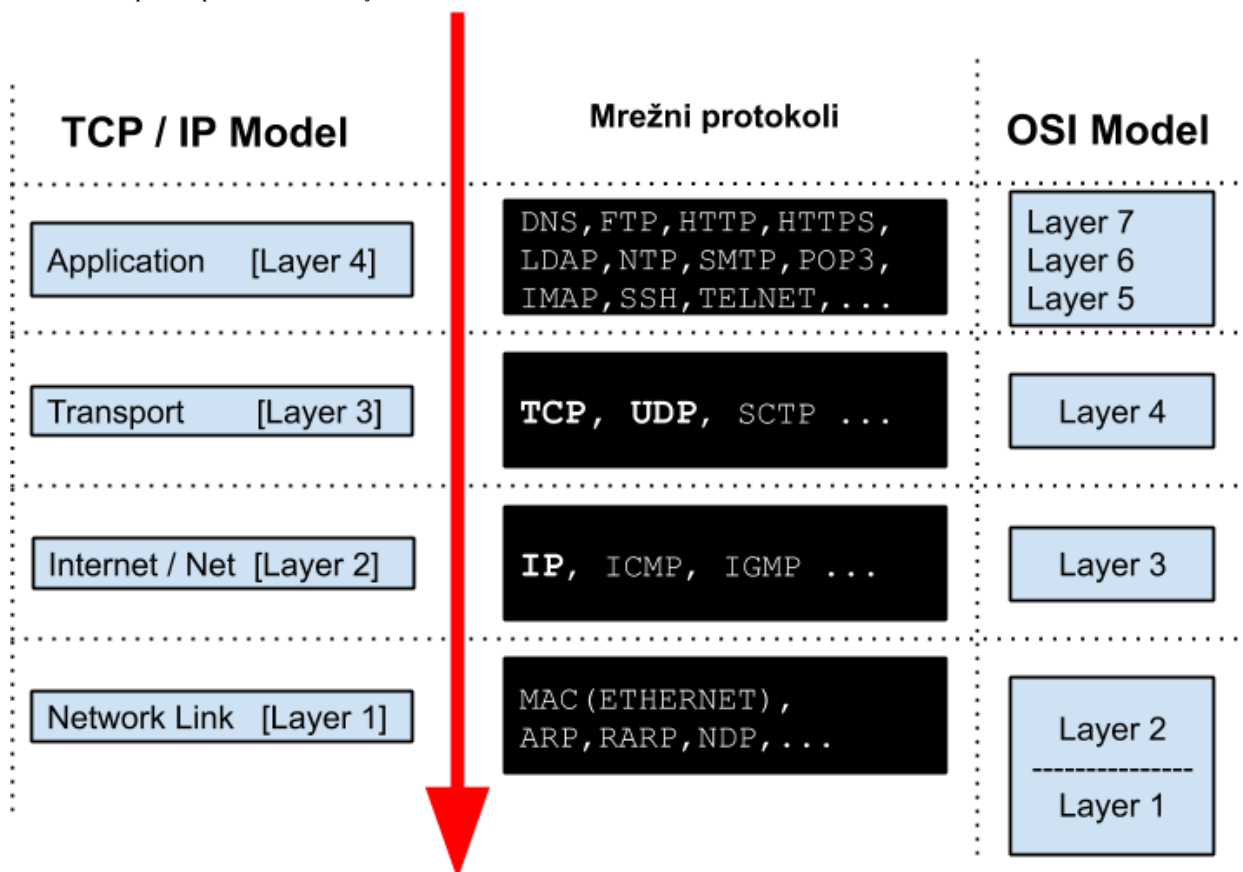 TCP / IP Model
Mrežni protokoli
OSI Model
Application [Layer 4]
DNS,FTP,HTTP,HTTPS,
LDAP,NTP,SMTP,POP3,
IMAP,SSH,TELNET,...
Layer 7
Layer 6
Layer 5
Transport [Layer 3]
TCP, UDP, SCTP ...
Layer 4
Internet / Net [Layer 2]
IP, ICMP, IGMP ...
Layer 3
Network Link [Layer 1]
MAC(ETHERNET),
ARP,RARP,NDP,...
Layer 2
---------------
Layer 1